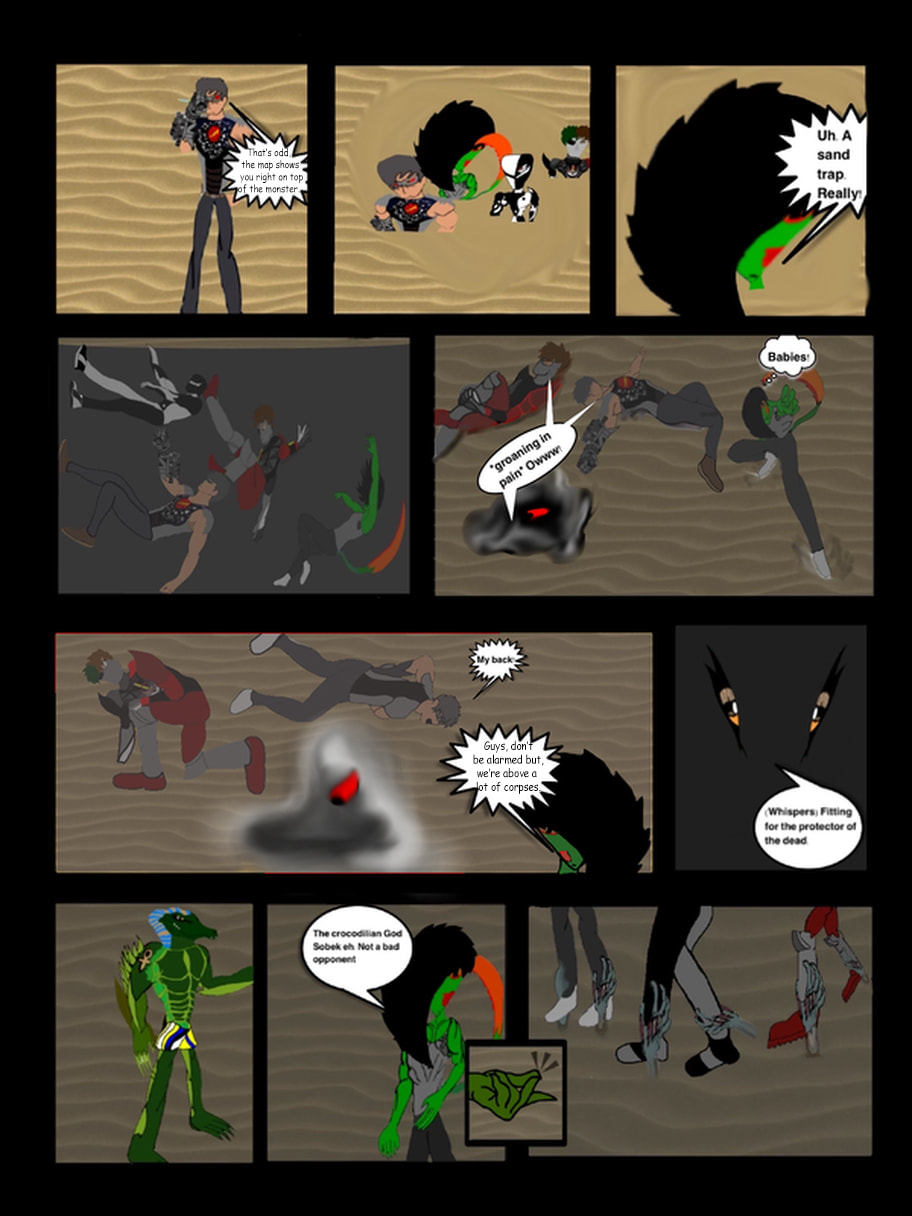 That's odd
the map shows
you right on top
of the monster.
Uh. A
sand
trap.
Really!
Babies!
*groaning in
pain* Owww!
My back!
Guys, don't
be alarmed but,
we're above a
lot of corpses.
(Whispers) Fitting
for the protector of
the dead.
The crocodilian God
Sobek eh. Not a bad
opponent